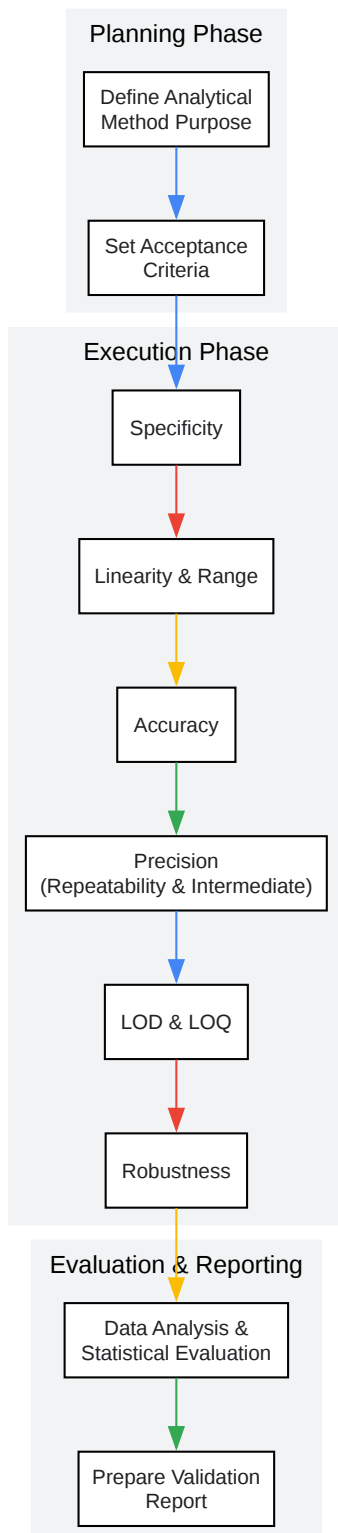 Planning Phase
Define Analytical
Method Purpose
Set Acceptance
Criteria
Execution Phase
Specificity
Linearity & Range
Accuracy
Precision
(Repeatability & Intermediate)
LOD & LOQ
Robustness
Evaluation & Reporting
Data Analysis &
Statistical Evaluation
Prepare Validation
Report